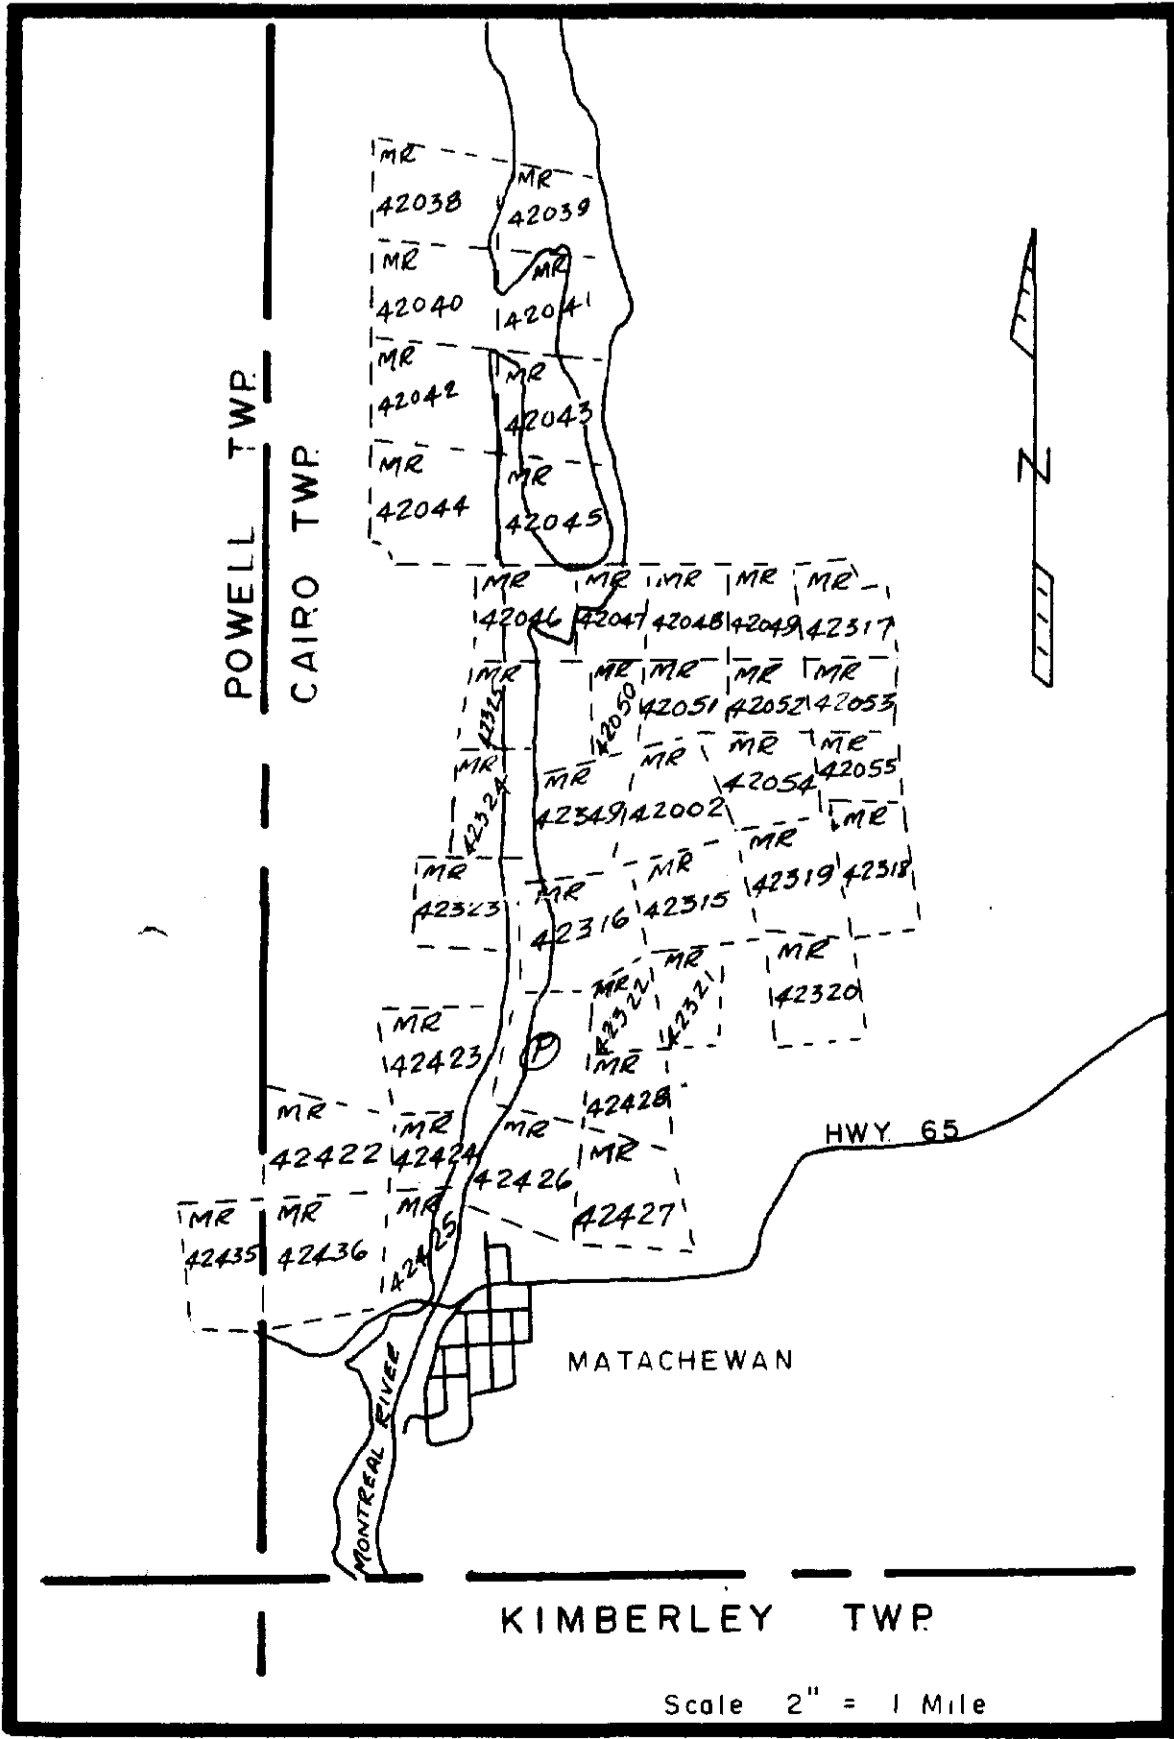 MR
42038
MR
42039
MR
42040
MR
42041
MR
42042
MR
42043
MR
42044
MR
42045
POWELL TWP.
CAIRO TWP.
N
MR
42046
MR
42047
MR
42048
MR
42049
MR
42317
MR
42325
MR
42050
MR
42051
MR
42052
MR
42053
MR
42324
MR
42349
MR
42002
MR
42054
MR
42055
MR
42323
MR
42316
MR
42315
MR
42319
MR
42318
MR
42322
MR
42321
MR
42320
MR
42423
P
MR
42428
MR
42422
MR
42424
MR
42426
MR
42427
HWY. 65
MR
42435
MR
42436
MR
42425
MATACHEWAN
MONTREAL RIVER
KIMBERLEY TWP.
Scale 2" = 1 Mile